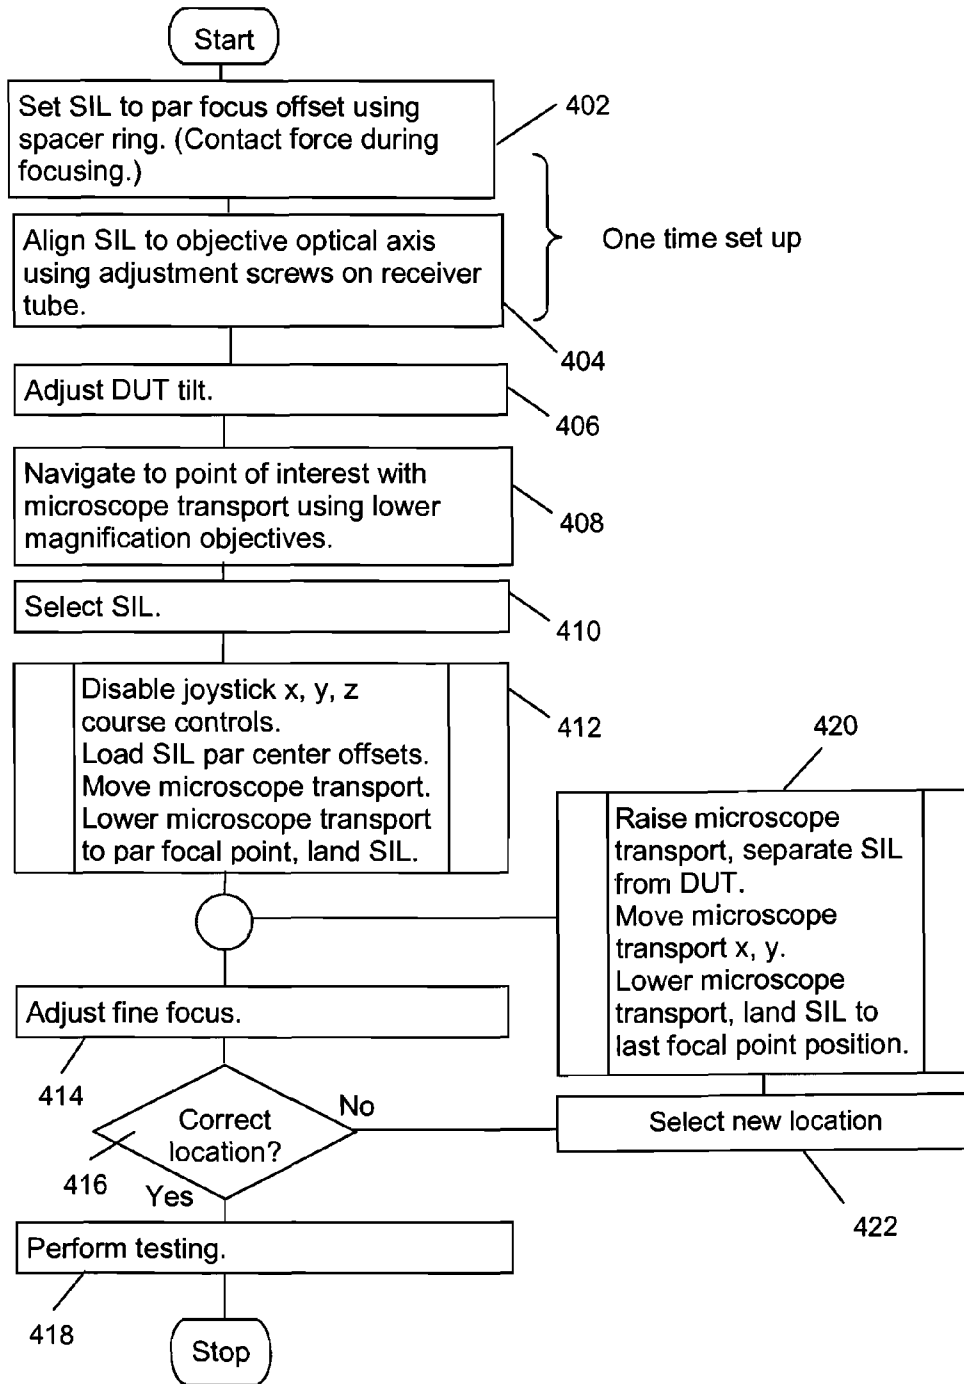 Start
Set SIL to par focus offset using
spacer ring. (Contact force during
focusing.)
402
Align SIL to objective optical axis
using adjustment screws on receiver
tube.
One time set up
404
Adjust DUT tilt.
406
Navigate to point of interest with
microscope transport using lower
magnification objectives.
408
Select SIL.
410
Disable joystick x, y, z
course controls.
Load SIL par center offsets.
Move microscope transport.
Lower microscope transport
to par focal point, land SIL.
412
420
Raise microscope
transport, separate SIL
from DUT.
Move microscope
transport x, y.
Lower microscope
transport, land SIL to
last focal point position.
Adjust fine focus.
414
Correct
location?
416
No
Yes
Select new location
422
Perform testing.
418
Stop